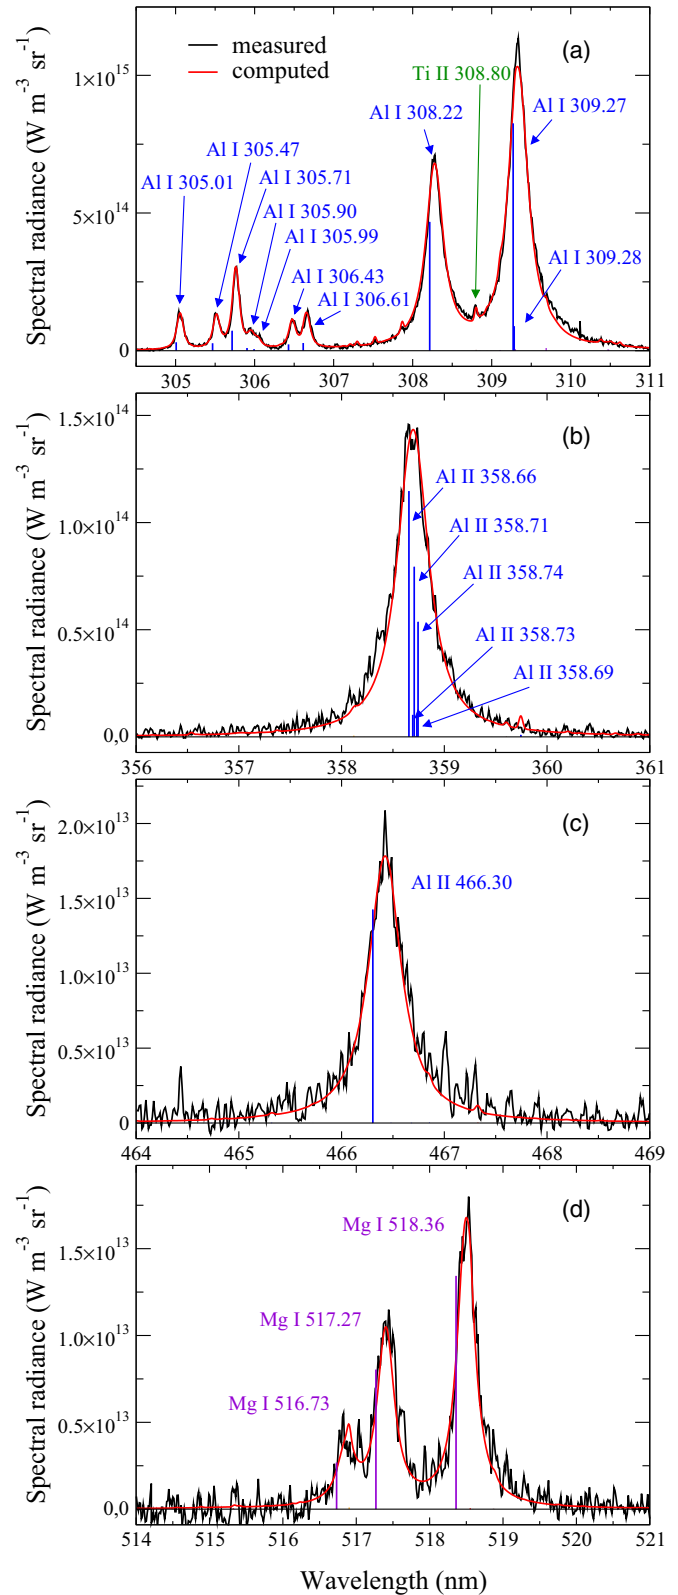 measured
computed
(a)
Ti II 308.80
Al I 308.22
Al I 309.27
Al I 305.47
Al I 305.71
Al I 305.01
Al I 305.90
Al I 305.99
Al I 306.43
Al I 309.28
Al I 306.61
1×10¹⁵
5×10¹⁴
0
Spectral radiance (W m⁻³ sr⁻¹)
305 306 307 308 309 310 311
(b)
Al II 358.66
Al II 358.71
Al II 358.74
Al II 358.73
Al II 358.69
1.5×10¹⁴
1.0×10¹⁴
0.5×10¹⁴
0,0
Spectral radiance (W m⁻³ sr⁻¹)
356 357 358 359 360 361
(c)
Al II 466.30
2.0×10¹³
1.5×10¹³
1.0×10¹³
0.5×10¹³
0
Spectral radiance (W m⁻³ sr⁻¹)
464 465 466 467 468 469
(d)
Mg I 518.36
Mg I 517.27
Mg I 516.73
1.5×10¹³
1.0×10¹³
0.5×10¹³
0,0
Spectral radiance (W m⁻³ sr⁻¹)
514 515 516 517 518 519 520 521
Wavelength (nm)